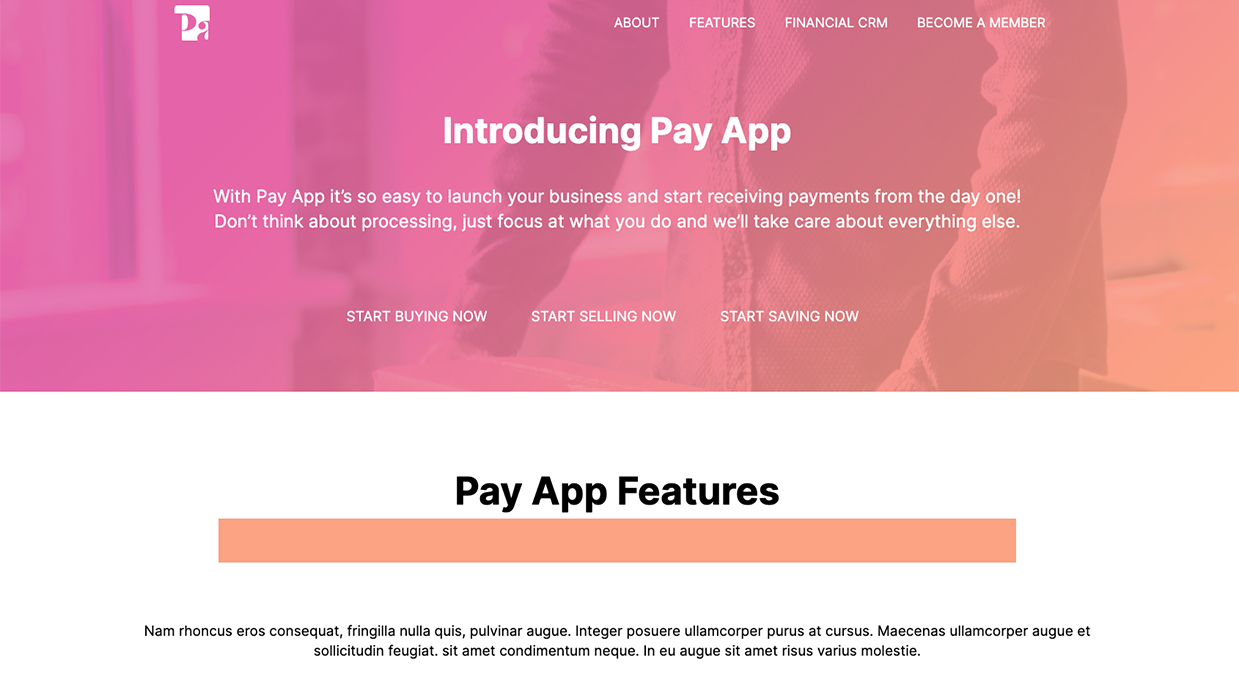 Pa
ABOUT FEATURES FINANCIAL CRM BECOME A MEMBER
Introducing Pay App
With Pay App it’s so easy to launch your business and start receiving payments from the day one!
Don’t think about processing, just focus at what you do and we’ll take care about everything else.
START BUYING NOW START SELLING NOW START SAVING NOW
Pay App Features
Nam rhoncus eros consequat, fringilla nulla quis, pulvinar augue. Integer posuere ullamcorper purus at cursus. Maecenas ullamcorper augue et
sollicitudin feugiat. sit amet condimentum neque. In eu augue sit amet risus varius molestie.